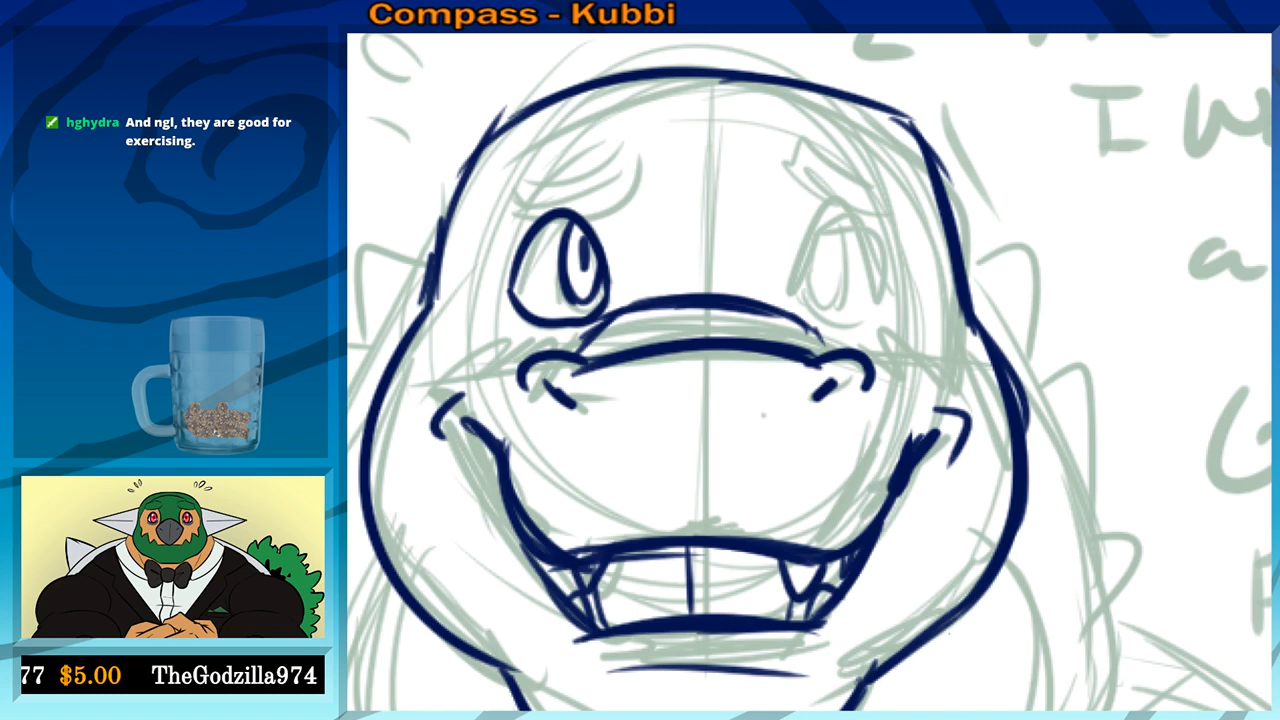 Compass - Kubbi
hghydra And ngl, they are good for
exercising.
I W
a
G
77 $5.00 TheGodzilla974